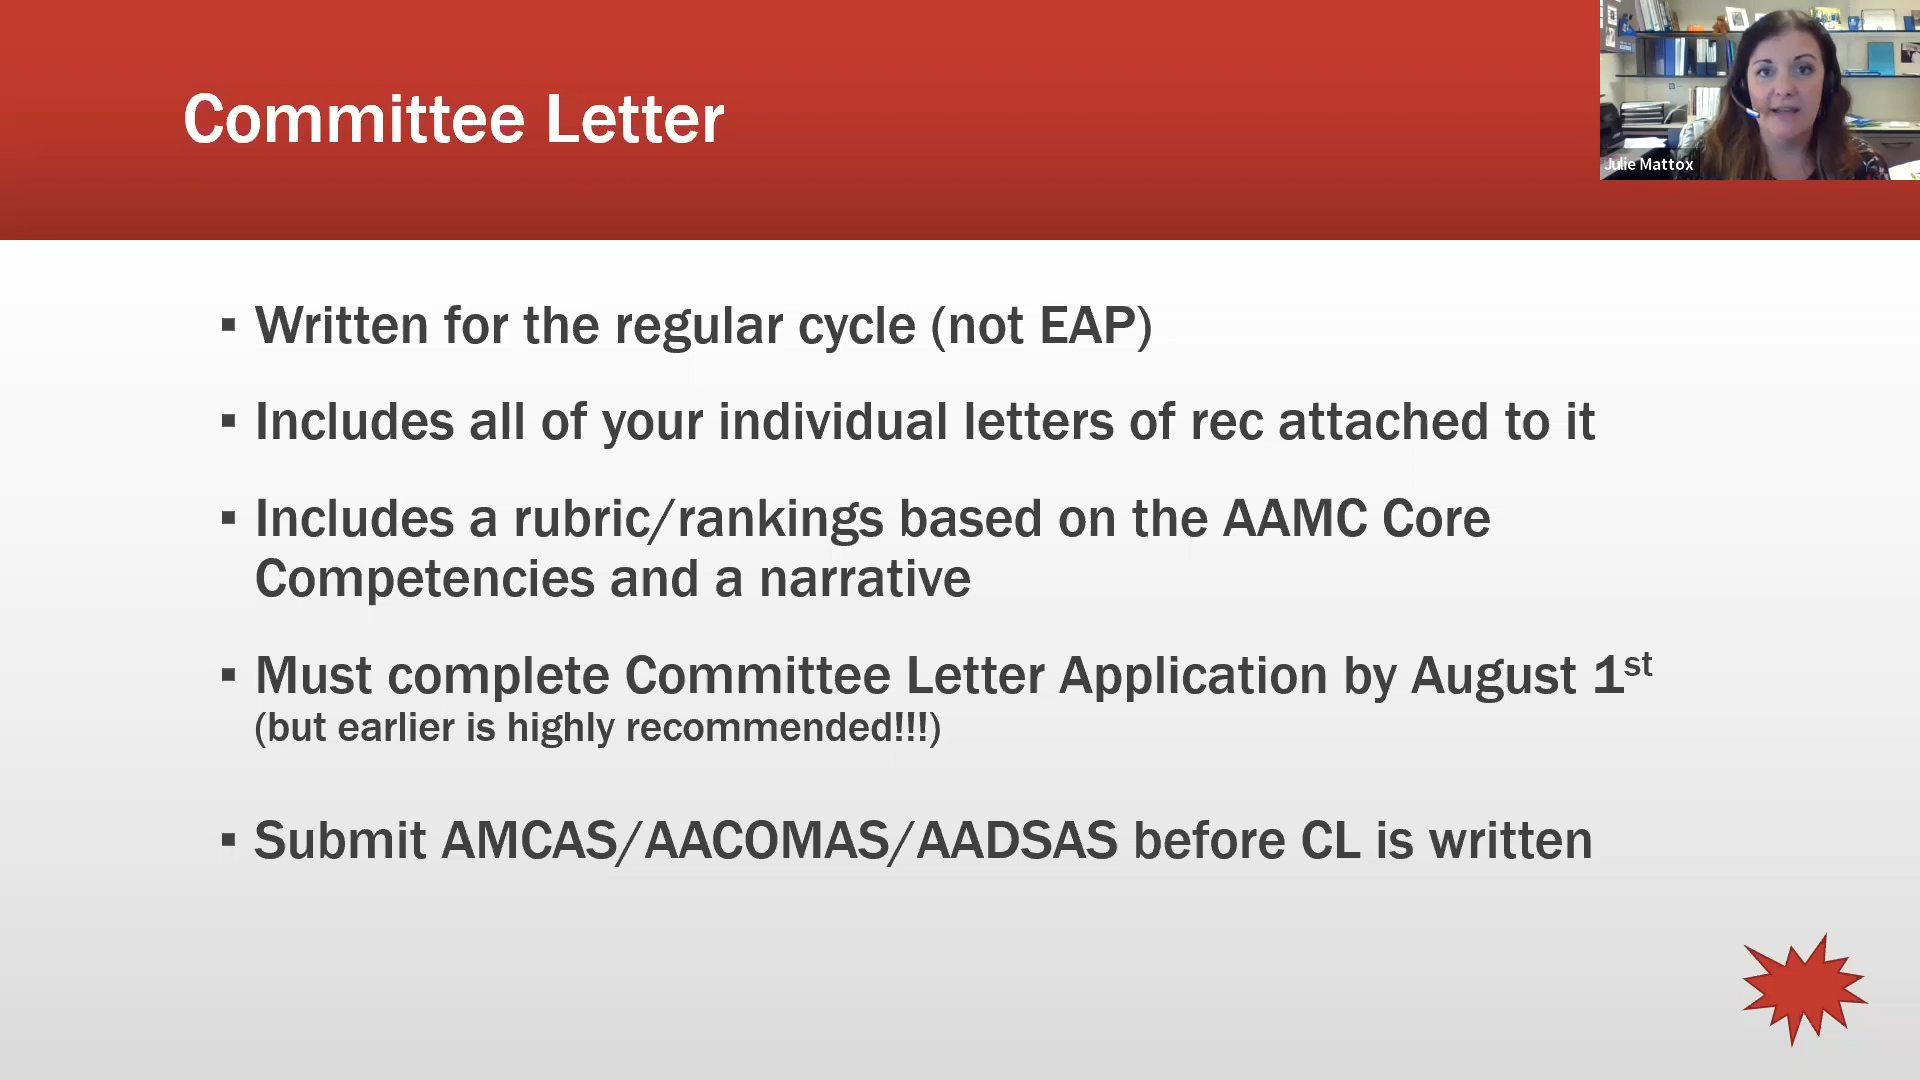 Committee Letter
Julie Mattox
▪ Written for the regular cycle (not EAP)
▪ Includes all of your individual letters of rec attached to it
▪ Includes a rubric/rankings based on the AAMC Core
Competencies and a narrative
▪ Must complete Committee Letter Application by August 1st
(but earlier is highly recommended!!!)
▪ Submit AMCAS/AACOMAS/AADSAS before CL is written